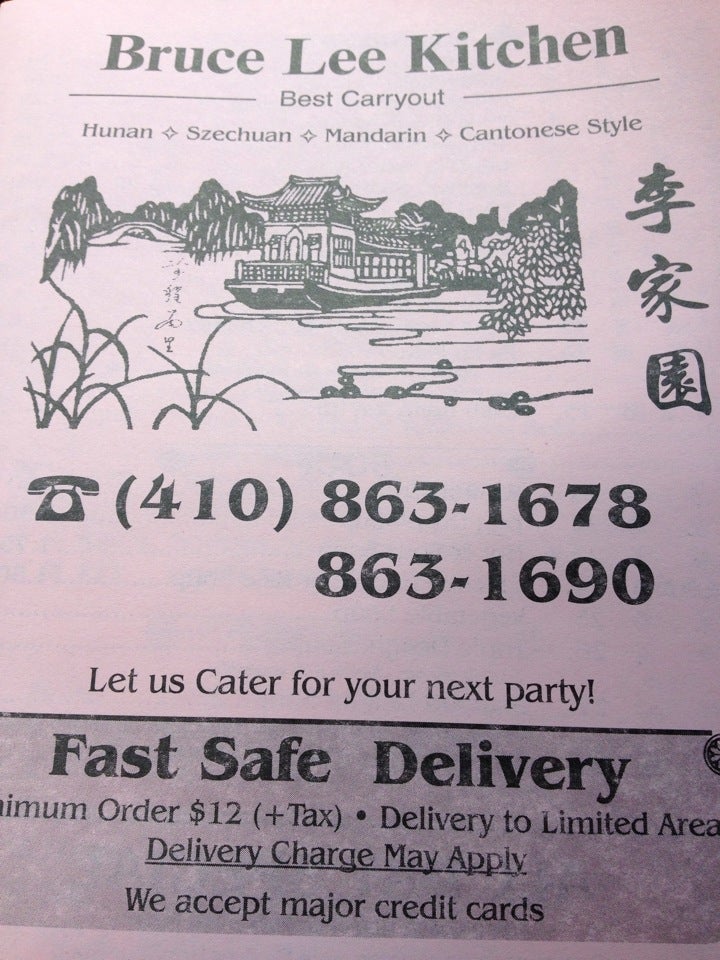 Bruce Lee Kitchen
Best Carryout
Hunan ✧ Szechuan ✧ Mandarin ✧ Cantonese Style
李家園
(410) 863-1678
863-1690
Let us Cater for your next party!
Fast Safe Delivery
nimum Order $12 (+Tax) • Delivery to Limited Area
Delivery Charge May Apply
We accept major credit cards